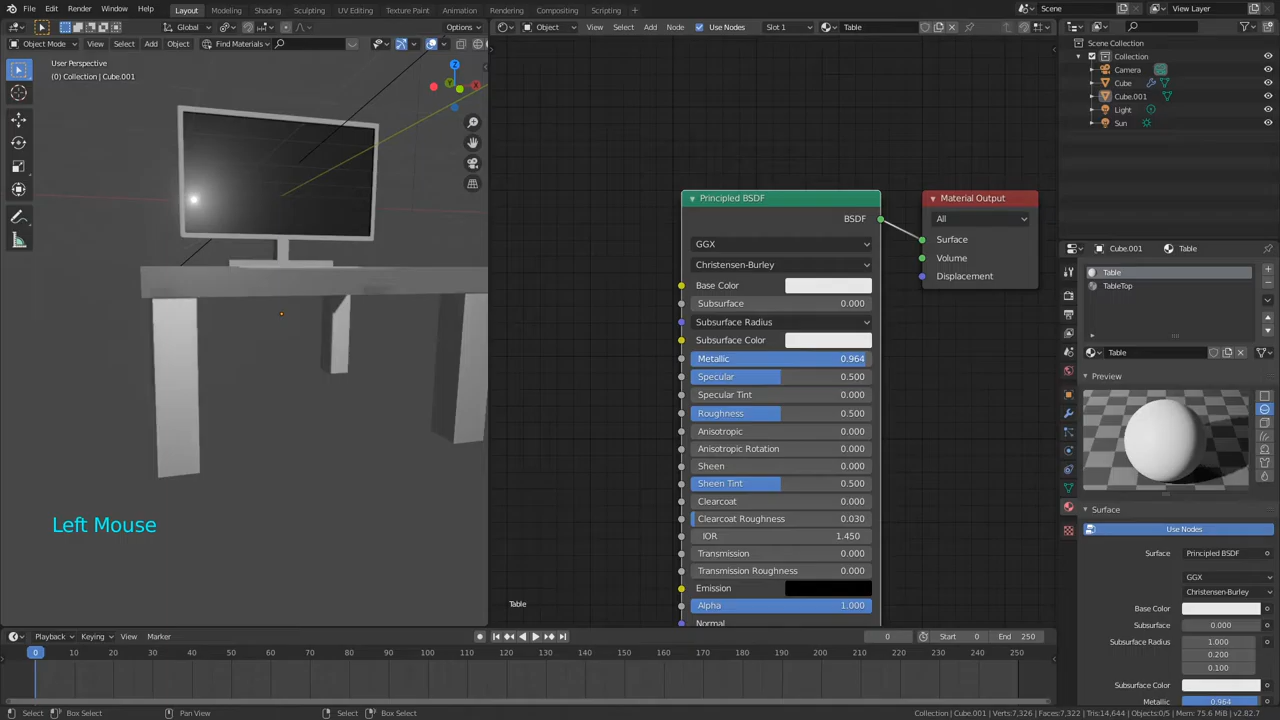 File Edit Render Window Help Layout Modeling Shading Sculpting UV Editing Texture Paint Animation Rendering Compositing Scripting + Scene View Layer
Global Options Object View Select Add Node Use Nodes Slot 1 Table
Object Mode View Select Add Object Find Materials
Scene Collection
User Perspective
(0) Collection | Cube.001
Collection
Camera
Cube
Cube.001
Light
Sun
Z
X
Y
Principled BSDF
BSDF
GGX
Christensen-Burley
Base Color
Subsurface 0.000
Subsurface Radius
Subsurface Color
Metallic 0.964
Specular 0.500
Specular Tint 0.000
Roughness 0.500
Anisotropic 0.000
Anisotropic Rotation 0.000
Sheen 0.000
Sheen Tint 0.500
Clearcoat 0.000
Clearcoat Roughness 0.030
IOR 1.450
Transmission 0.000
Transmission Roughness 0.000
Emission
Alpha 1.000
Normal
Material Output
All
Surface
Volume
Displacement
Cube.001 Table
Table
TableTop
Table
Preview
Surface
Use Nodes
Surface Principled BSDF
GGX
Christensen-Burley
Base Color
Subsurface 0.000
Subsurface Radius 1.000
0.200
0.100
Subsurface Color
Metallic 0.964
Left Mouse
Table
Playback Keying View Marker 0 Start 0 End 250
0 10 20 30 40 50 60 70 80 90 100 110 120 130 140 150 160 170 180 190 200 210 220 230 240 250
Select Box Select Pan View Select Box Select Collection | Cube.001 | Verts:7,326 | Faces:7,322 | Tris:14,644 | Objects:0/5 | Mem: 75.6 MiB | v2.82.7